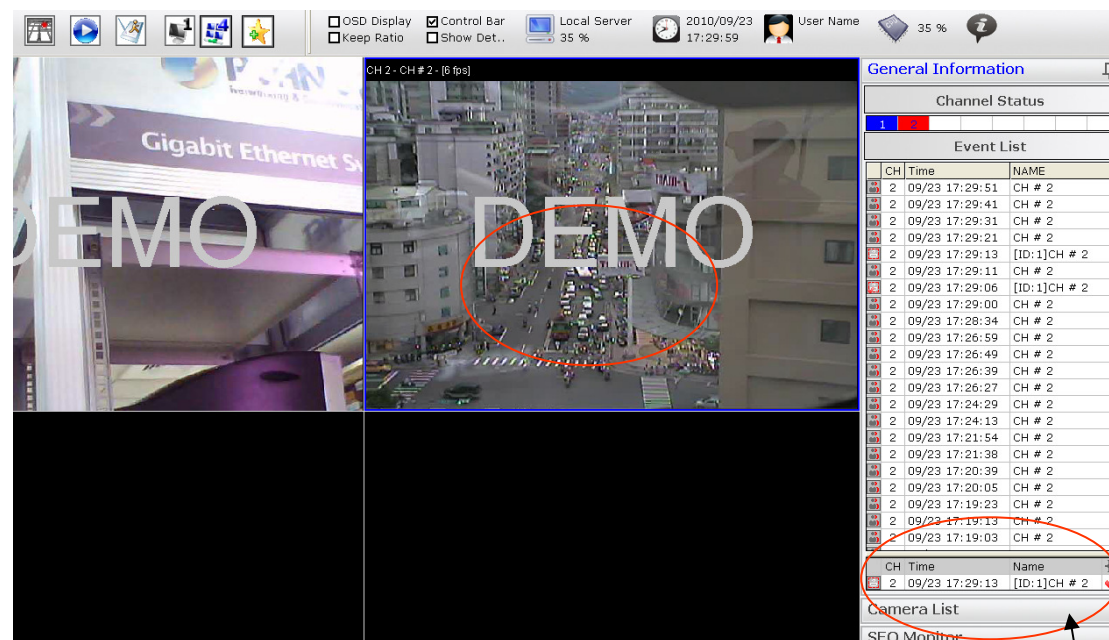 OSD Display Control Bar Local Server 2010/09/23 User Name
Keep Ratio Show Det.. 35 % 17:29:59 35 %
1 4
CH 2 - CH # 2 - [6 fps]
Gigabit Ethernet
DEMO
DEMO
General Information
Channel Status
1 2
Event List
CH Time NAME
2 09/23 17:29:51 CH # 2
2 09/23 17:29:41 CH # 2
2 09/23 17:29:31 CH # 2
2 09/23 17:29:21 CH # 2
2 09/23 17:29:13 [ID:1]CH # 2
2 09/23 17:29:11 CH # 2
2 09/23 17:29:06 [ID:1]CH # 2
2 09/23 17:29:00 CH # 2
2 09/23 17:28:34 CH # 2
2 09/23 17:26:59 CH # 2
2 09/23 17:26:49 CH # 2
2 09/23 17:26:39 CH # 2
2 09/23 17:26:27 CH # 2
2 09/23 17:24:29 CH # 2
2 09/23 17:24:13 CH # 2
2 09/23 17:21:54 CH # 2
2 09/23 17:21:38 CH # 2
2 09/23 17:20:39 CH # 2
2 09/23 17:20:05 CH # 2
2 09/23 17:19:23 CH # 2
2 09/23 17:19:13 CH # 2
2 09/23 17:19:03 CH # 2
CH Time Name
2 09/23 17:29:13 [ID:1]CH # 2
Camera List
SEQ Monitor